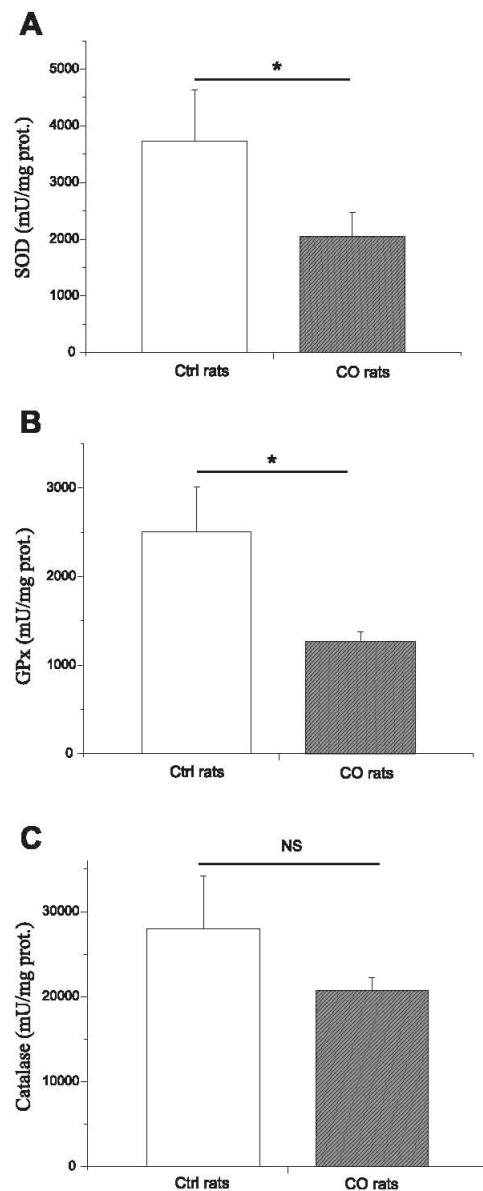 A
*
5000
4000
3000
2000
1000
0
SOD (mU/mg prot.)
Ctrl rats CO rats
B
*
3000
2000
1000
0
GPx (mU/mg prot.)
Ctrl rats CO rats
C
NS
30000
20000
10000
0
Catalase (mU/mg prot.)
Ctrl rats CO rats